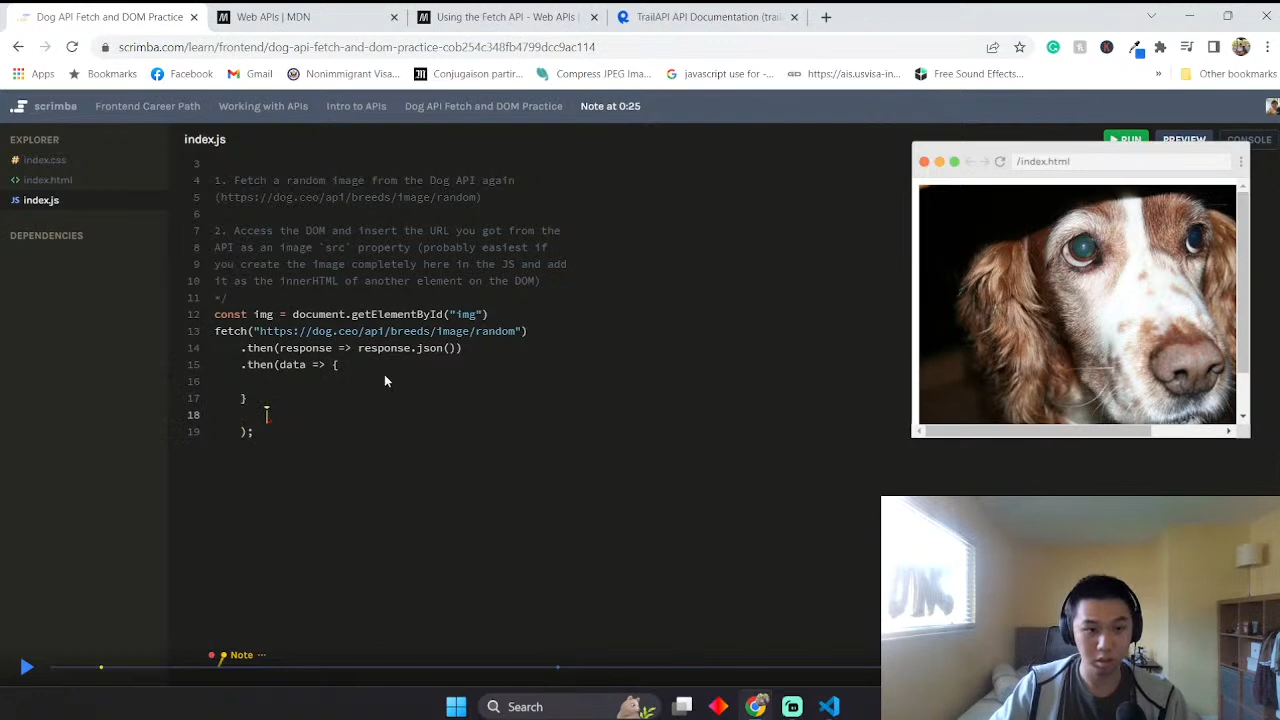 Dog API Fetch and DOM Practice
Web APIs | MDN
Using the Fetch API - Web APIs |
TrailAPI API Documentation (trail
scrimba.com/learn/frontend/dog-api-fetch-and-dom-practice-cob254c348fb4799dcc9ac114
Apps
Bookmarks
Facebook
Gmail
Nonimmigrant Visa...
Conjugaison partir...
Compress JPEG Ima...
javascript use for -...
https://ais.usvisa-in...
Free Sound Effects...
»
Other bookmarks
scrimba
Frontend Career Path
Working with APIs
Intro to APIs
Dog API Fetch and DOM Practice
Note at 0:25
EXPLORER
index.css
index.html
JS index.js
DEPENDENCIES
index.js
RUN
PREVIEW
CONSOLE
/index.html
3
4 1. Fetch a random image from the Dog API again
5 (https://dog.ceo/api/breeds/image/random)
6
7 2. Access the DOM and insert the URL you got from the
8 API as an image `src` property (probably easiest if
9 you create the image completely here in the JS and add
10 it as the innerHTML of another element on the DOM)
11 */
12 const img = document.getElementById("img")
13 fetch("https://dog.ceo/api/breeds/image/random")
14 .then(response => response.json())
15 .then(data => {
16
17 }
18
19 );
Note ...
Search